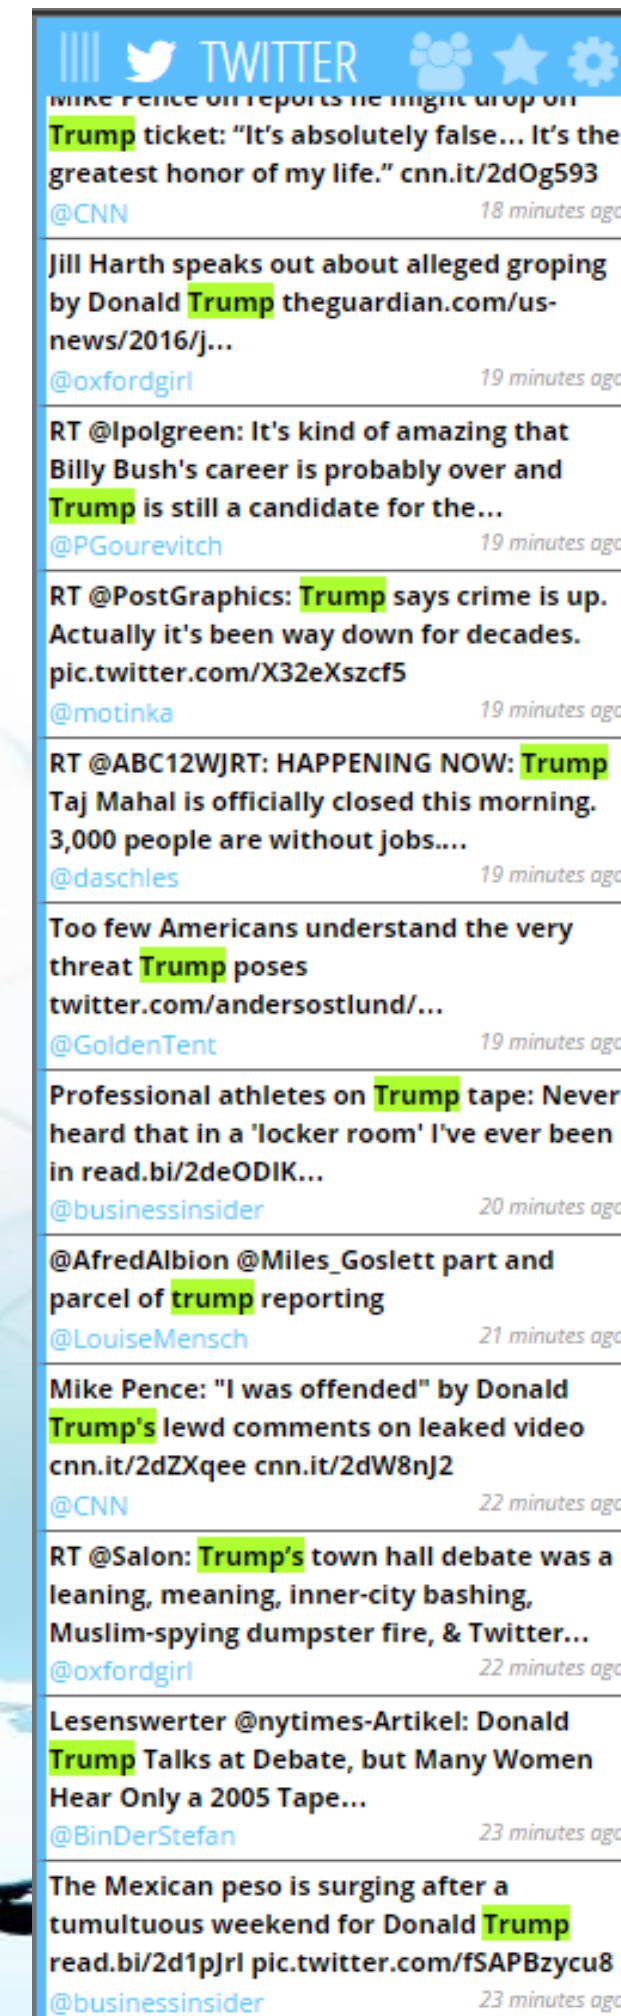 TWITTER
Mike Pence on reports he might drop off
Trump ticket: “It’s absolutely false... It’s the
greatest honor of my life.” cnn.it/2dOg593
@CNN 18 minutes ago
Jill Harth speaks out about alleged groping
by Donald Trump theguardian.com/us-
news/2016/j...
@oxfordgirl 19 minutes ago
RT @lpolgreen: It's kind of amazing that
Billy Bush's career is probably over and
Trump is still a candidate for the...
@PGourevitch 19 minutes ago
RT @PostGraphics: Trump says crime is up.
Actually it's been way down for decades.
pic.twitter.com/X32eXszcf5
@motinka 19 minutes ago
RT @ABC12WJRT: HAPPENING NOW: Trump
Taj Mahal is officially closed this morning.
3,000 people are without jobs....
@daschles 19 minutes ago
Too few Americans understand the very
threat Trump poses
twitter.com/andersostlund/...
@GoldenTent 19 minutes ago
Professional athletes on Trump tape: Never
heard that in a 'locker room' I've ever been
in read.bi/2deODIK...
@businessinsider 20 minutes ago
@AfredAlbion @Miles_Goslett part and
parcel of trump reporting
@LouiseMensch 21 minutes ago
Mike Pence: "I was offended" by Donald
Trump's lewd comments on leaked video
cnn.it/2dZXqee cnn.it/2dW8nJ2
@CNN 22 minutes ago
RT @Salon: Trump’s town hall debate was a
leaning, meaning, inner-city bashing,
Muslim-spying dumpster fire, & Twitter...
@oxfordgirl 22 minutes ago
Lesenswerter @nytimes-Artikel: Donald
Trump Talks at Debate, but Many Women
Hear Only a 2005 Tape...
@BinDerStefan 23 minutes ago
The Mexican peso is surging after a
tumultuous weekend for Donald Trump
read.bi/2d1pJrl pic.twitter.com/fSAPBzycu8
@businessinsider 23 minutes ago